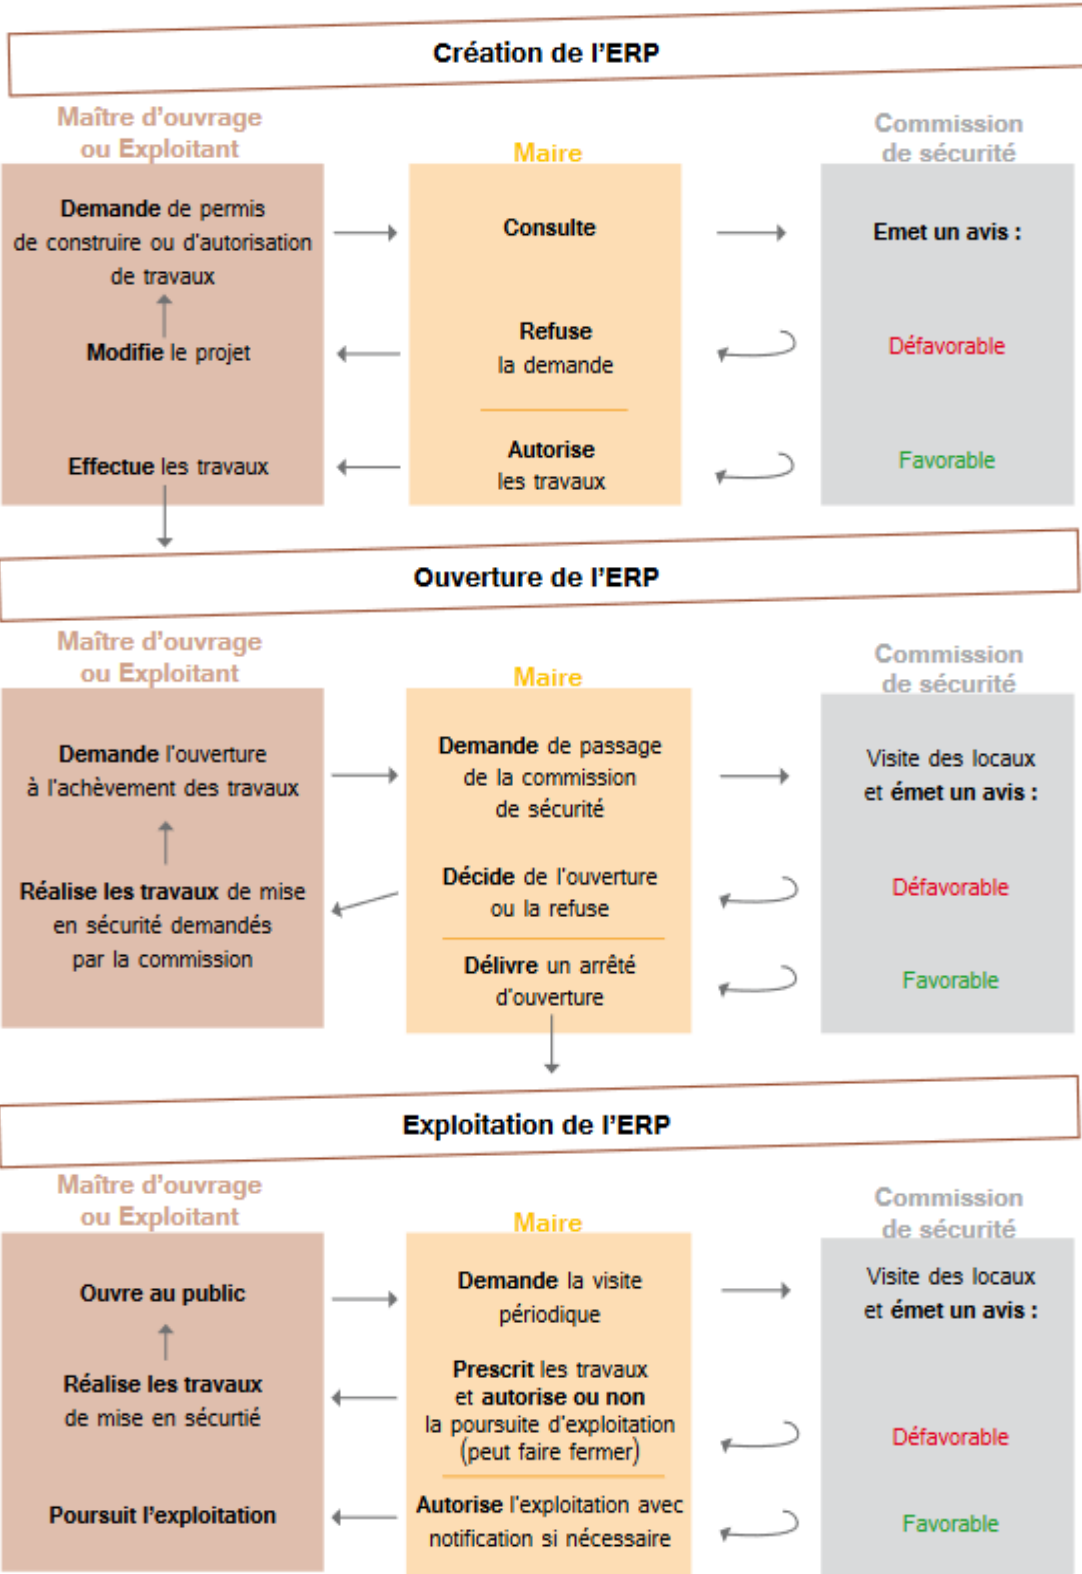 Création de l'ERP
Maître d'ouvrage
ou Exploitant
Maire
Commission
de sécurité
Demande de permis
de construire ou d'autorisation
de travaux
Consulte
Emet un avis :
Modifie le projet
Refuse
la demande
Défavorable
Effectue les travaux
Autorise
les travaux
Favorable
Ouverture de l'ERP
Maître d'ouvrage
ou Exploitant
Maire
Commission
de sécurité
Demande l'ouverture
à l'achèvement des travaux
Demande de passage
de la commission
de sécurité
Visite des locaux
et émet un avis :
Réalise les travaux de mise
en sécurité demandés
par la commission
Décide de l'ouverture
ou la refuse
Défavorable
Délivre un arrêté
d'ouverture
Favorable
Exploitation de l'ERP
Maître d'ouvrage
ou Exploitant
Maire
Commission
de sécurité
Ouvre au public
Demande la visite
périodique
Visite des locaux
et émet un avis :
Réalise les travaux
de mise en sécurtié
Prescrit les travaux
et autorise ou non
la poursuite d'exploitation
(peut faire fermer)
Défavorable
Poursuit l'exploitation
Autorise l'exploitation avec
notification si nécessaire
Favorable